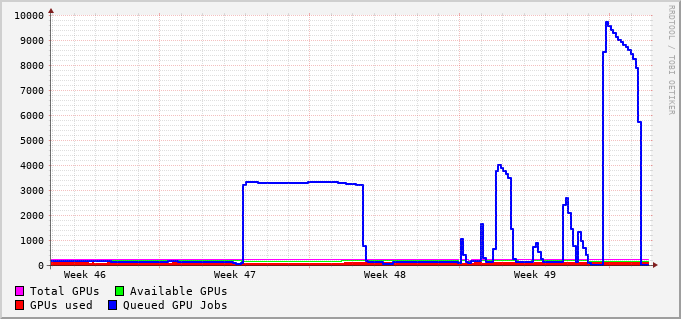 10000
9000
8000
7000
6000
5000
4000
3000
2000
1000
0
Week 46 Week 47 Week 48 Week 49
Total GPUs Available GPUs
GPUs used Queued GPU Jobs
RRDTOOL / TOBI OETIKER